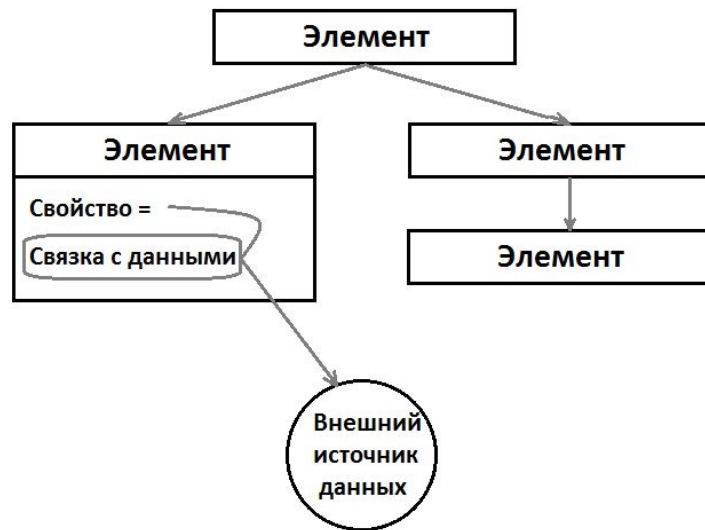 Элемент
Элемент
Свойство =
Связка с данными
Элемент
Элемент
Внешний
источник
данных